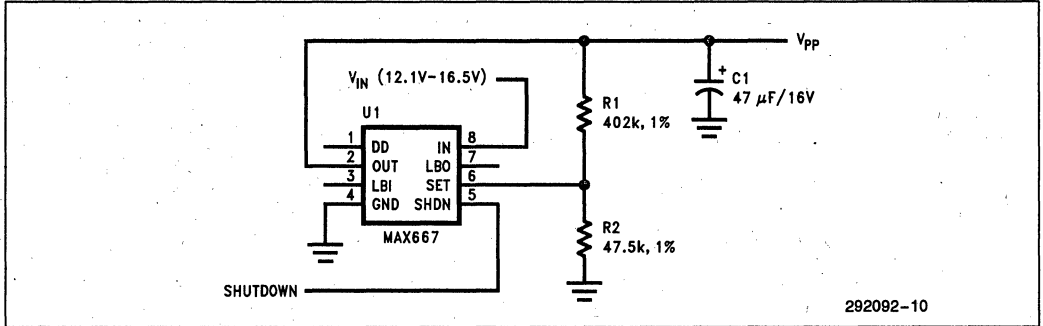 V_PP
V_IN (12.1V-16.5V)
C1
47 μF/16V
+
R1
402k, 1%
U1
1 DD IN 8
2 OUT LBO 7
3 LBI SET 6
4 GND SHDN 5
MAX667
R2
47.5k, 1%
SHUTDOWN
292092-10